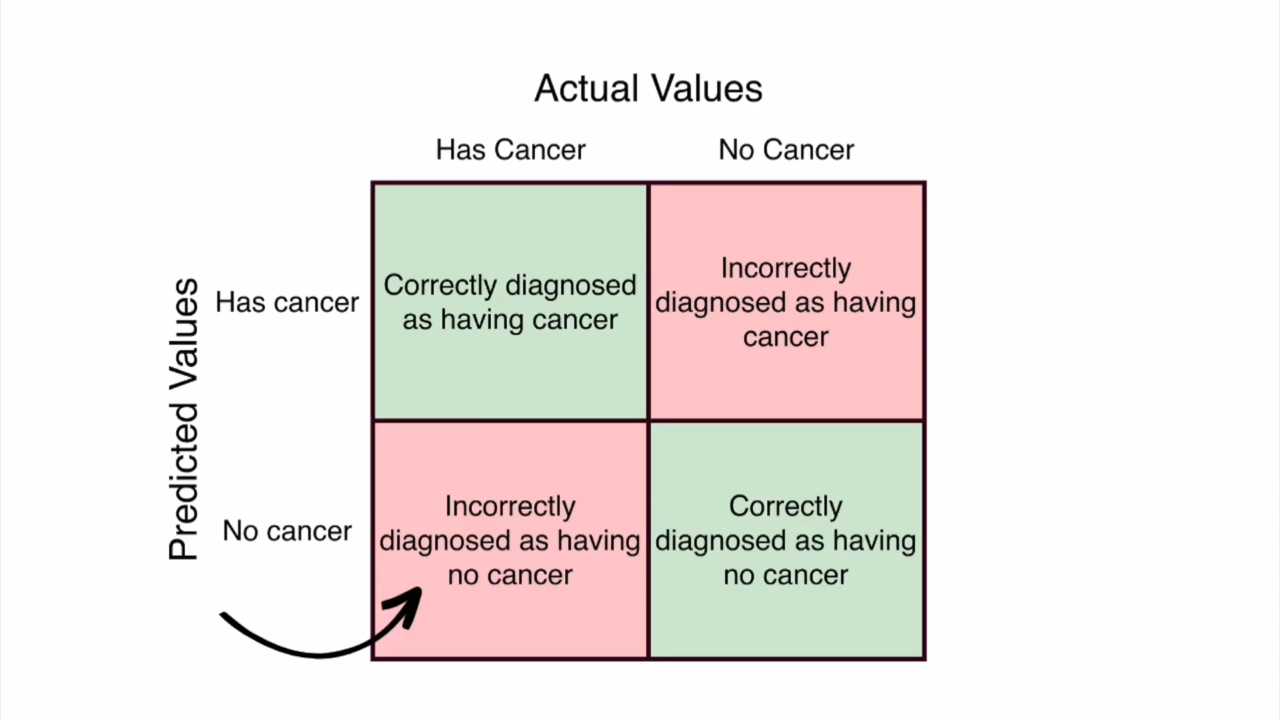 Actual Values
Has Cancer
No Cancer
Predicted Values
Has cancer
Correctly diagnosed
as having cancer
Incorrectly
diagnosed as having
cancer
No cancer
Incorrectly
diagnosed as having
no cancer
Correctly
diagnosed as having
no cancer